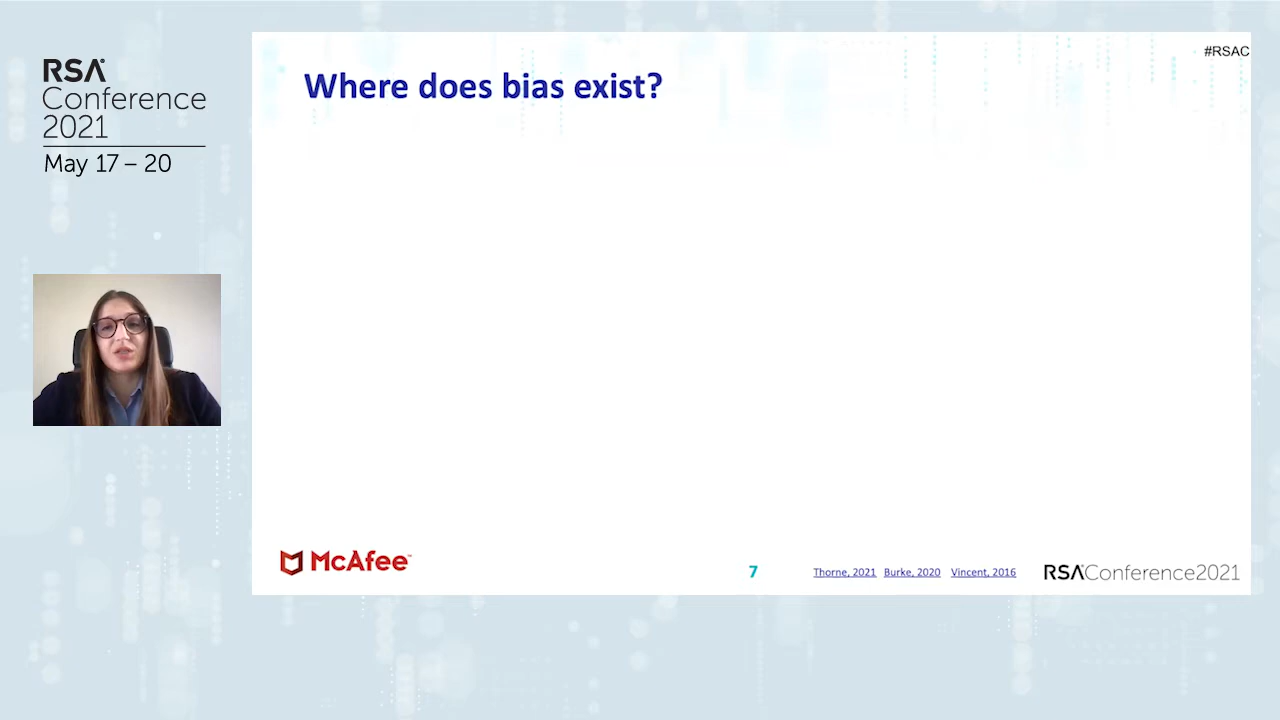 RSA
Conference
2021
May 17 – 20
#RSAC
Where does bias exist?
McAfee™
7
Thorne, 2021 Burke, 2020 Vincent, 2016
RSAConference2021